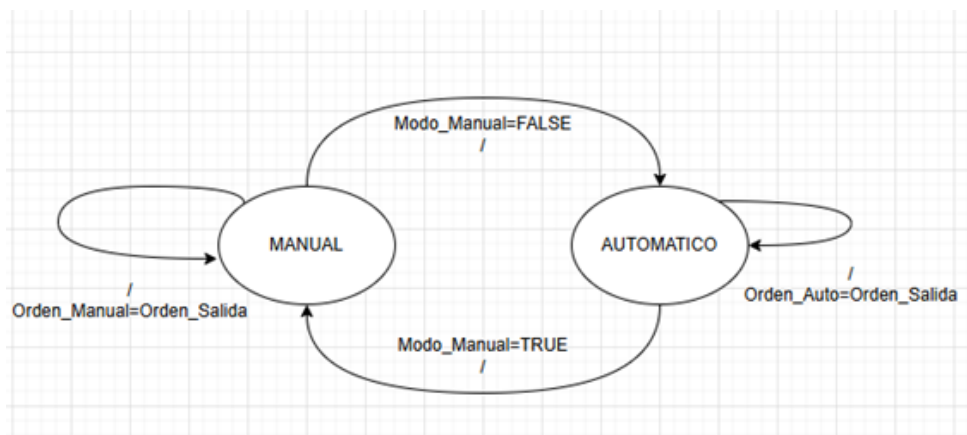 Modo_Manual=FALSE
/
MANUAL
AUTOMATICO
/
Orden_Manual=Orden_Salida
/
Orden_Auto=Orden_Salida
Modo_Manual=TRUE
/